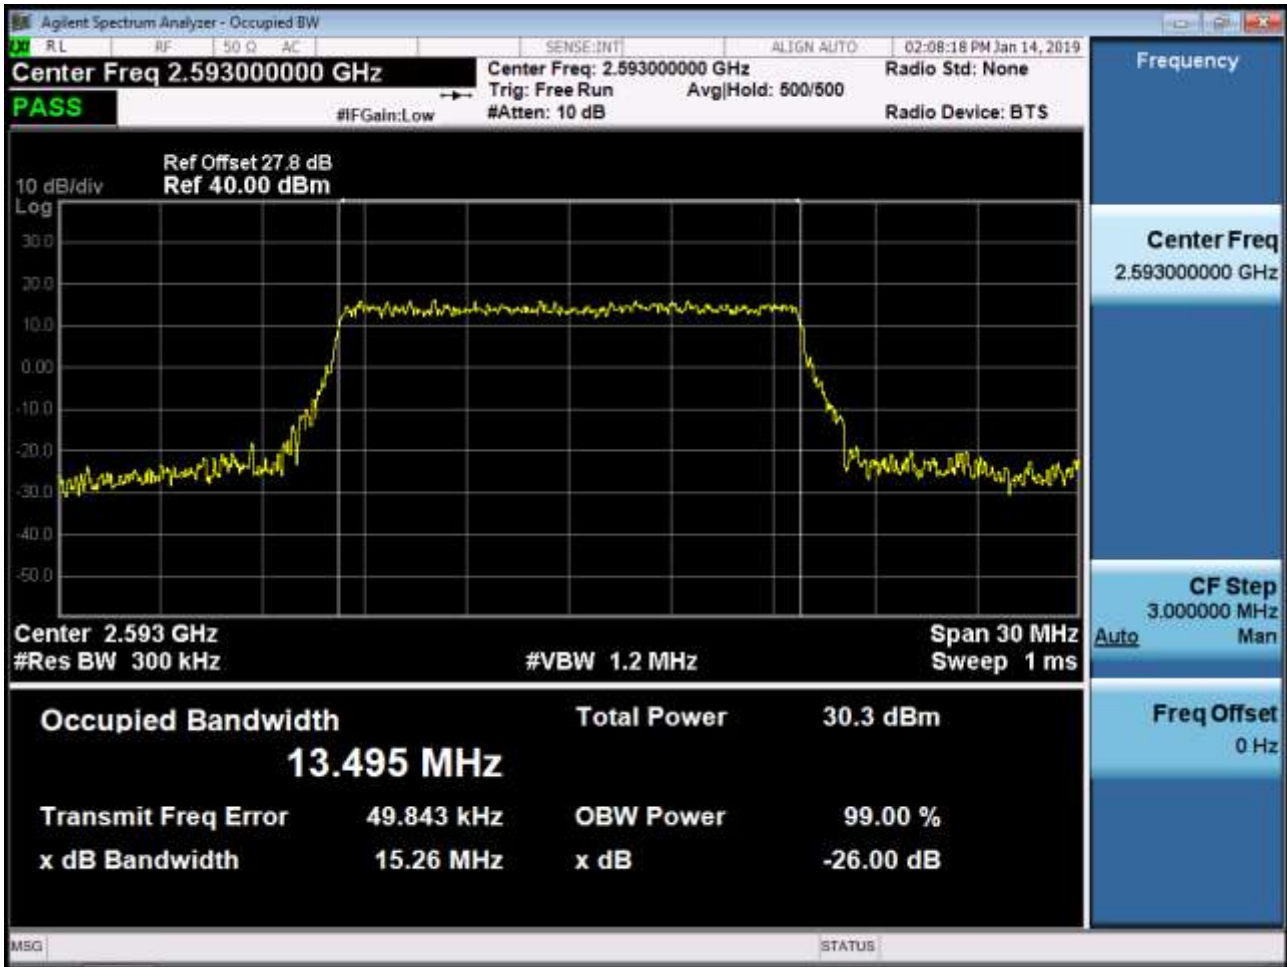 Agilent Spectrum Analyzer - Occupied BW
LXI RL RF 50 Ω AC SENSE:INT ALIGN AUTO 02:08:18 PM Jan 14, 2019
Center Freq 2.593000000 GHz
Center Freq: 2.593000000 GHz
Radio Std: None
PASS
Trig: Free Run
Avg|Hold: 500/500
#IFGain:Low
#Atten: 10 dB
Radio Device: BTS
Ref Offset 27.8 dB
10 dB/div Ref 40.00 dBm
Log
30.0
20.0
10.0
0.00
-10.0
-20.0
-30.0
-40.0
-50.0
Center 2.593 GHz
Span 30 MHz
#Res BW 300 kHz
#VBW 1.2 MHz
Sweep 1 ms
Occupied Bandwidth
13.495 MHz
Total Power 30.3 dBm
Transmit Freq Error 49.843 kHz
OBW Power 99.00 %
x dB Bandwidth 15.26 MHz
x dB -26.00 dB
MSG
STATUS
Frequency
Center Freq
2.593000000 GHz
CF Step
3.000000 MHz
Auto Man
Freq Offset
0 Hz